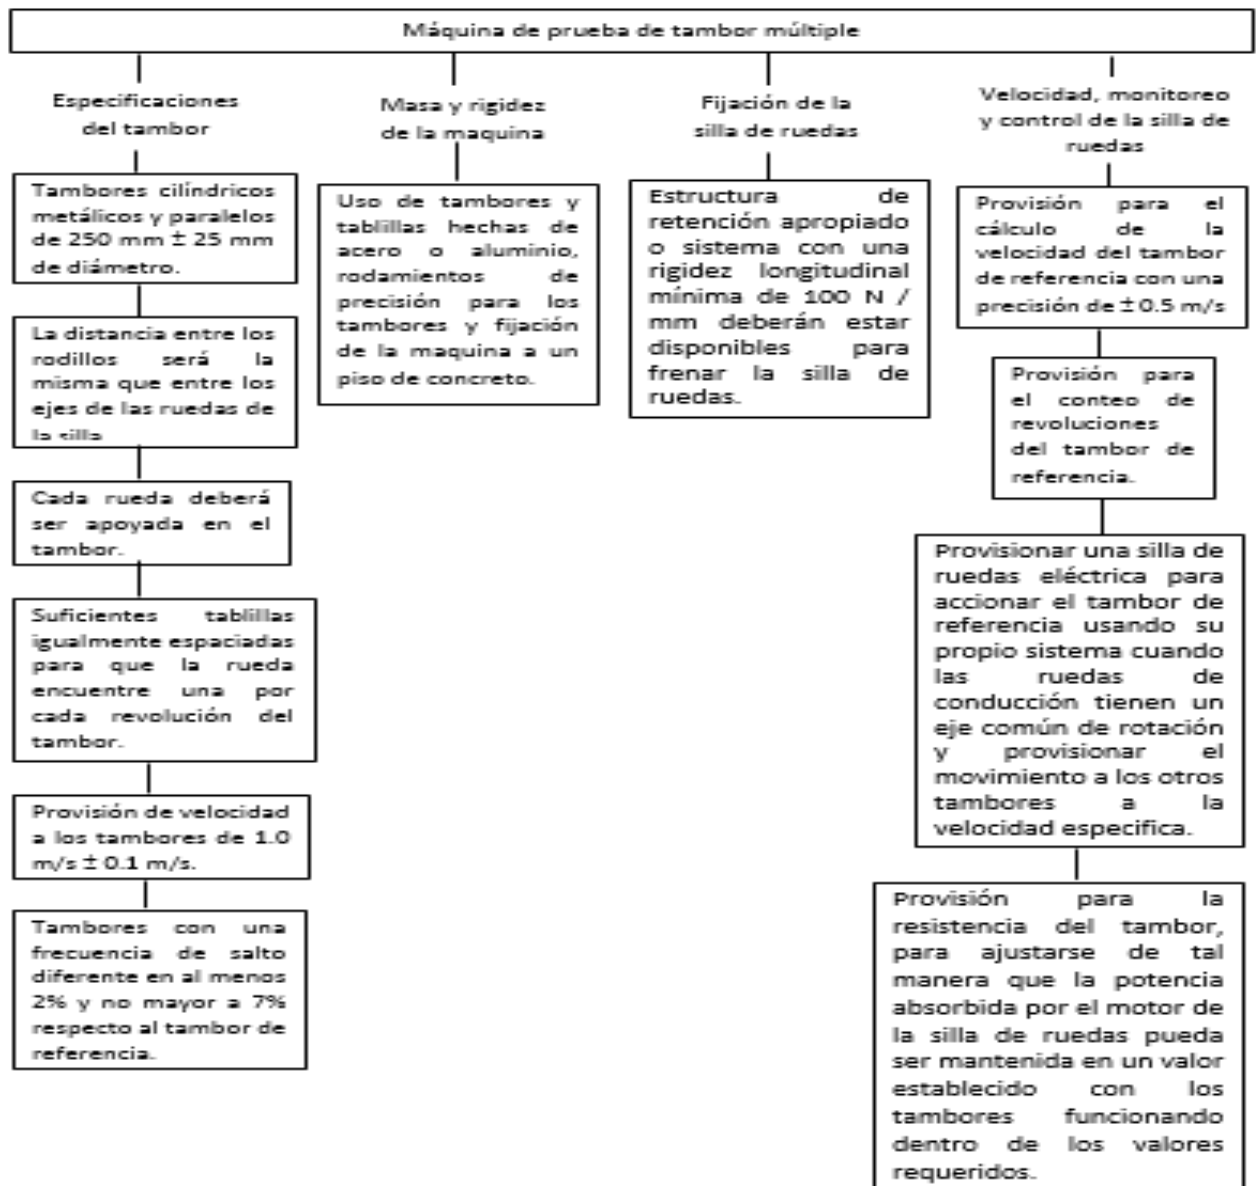 Máquina de prueba de tambor múltiple
Especificaciones
del tambor
Tambores cilíndricos
metálicos y paralelos
de 250 mm ± 25 mm
de diámetro.
La distancia entre los
rodillos será la
misma que entre los
ejes de las ruedas de
la silla
Cada rueda deberá
ser apoyada en el
tambor.
Suficientes tablillas
igualmente espaciadas
para que la rueda
encuentre una por
cada revolución del
tambor.
Provisión de velocidad
a los tambores de 1.0
m/s ± 0.1 m/s.
Tambores con una
frecuencia de salto
diferente en al menos
2% y no mayor a 7%
respecto al tambor de
referencia.
Masa y rigidez
de la maquina
Uso de tambores y
tablillas hechas de
acero o aluminio,
rodamientos de
precisión para los
tambores y fijación
de la maquina a un
piso de concreto.
Fijación de la
silla de ruedas
Estructura de
retención apropiado
o sistema con una
rigidez longitudinal
mínima de 100 N /
mm deberán estar
disponibles para
frenar la silla de
ruedas.
Velocidad, monitoreo
y control de la silla de
ruedas
Provisión para el
cálculo de la
velocidad del tambor
de referencia con una
precisión de ± 0.5 m/s
Provisión para
el conteo de
revoluciones
del tambor de
referencia.
Provisionar una silla de
ruedas eléctrica para
accionar el tambor de
referencia usando su
propio sistema cuando
las ruedas de
conducción tienen un
eje común de rotación
y provisionar el
movimiento a los otros
tambores a la
velocidad especifica.
Provisión para la
resistencia del tambor,
para ajustarse de tal
manera que la potencia
absorbida por el motor de
la silla de ruedas pueda
ser mantenida en un valor
establecido con los
tambores funcionando
dentro de los valores
requeridos.